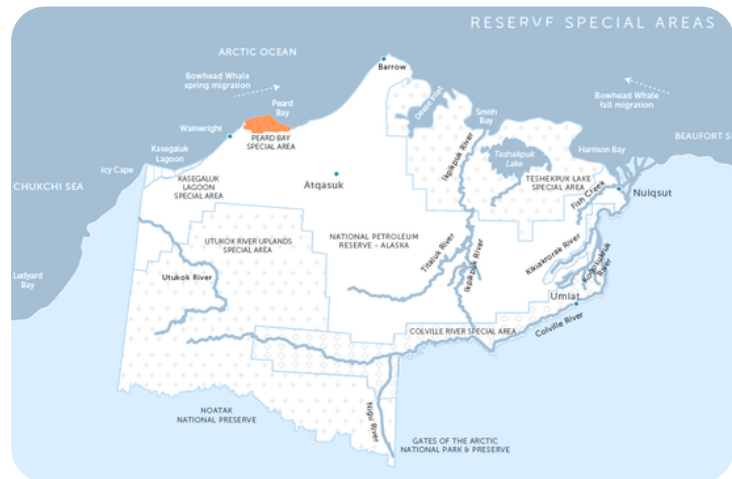 RESERVE SPECIAL AREAS
ARCTIC OCEAN
Barrow
Bowhead Whale
spring migration
Peard
Bay
Dease Inlet
Bowhead Whale
fall migration
Smith
Bay
Wainwright
PEARD BAY
SPECIAL AREA
BEAUFORT S
Kasegaluk
Lagoon
Ikpikpuk River
Teshekpuk
Lake
Harrison Bay
Icy Cape
KASEGALUK
LAGOON
SPECIAL AREA
Atqasuk
TESHEKPUK LAKE
SPECIAL AREA
CHUKCHI SEA
Fish Creek
Nuiqsut
UTUKOK RIVER UPLANDS
SPECIAL AREA
NATIONAL PETROLEUM
RESERVE - ALASKA
Titaluk River
Ikpikpuk River
Kikiakrorak River
River
Ledyard
Bay
Utukok River
Umiat
COLVILLE RIVER SPECIAL AREA
Colville River
NOATAK
NATIONAL PRESERVE
Nigu River
GATES OF THE ARCTIC
NATIONAL PARK & PRESERVE